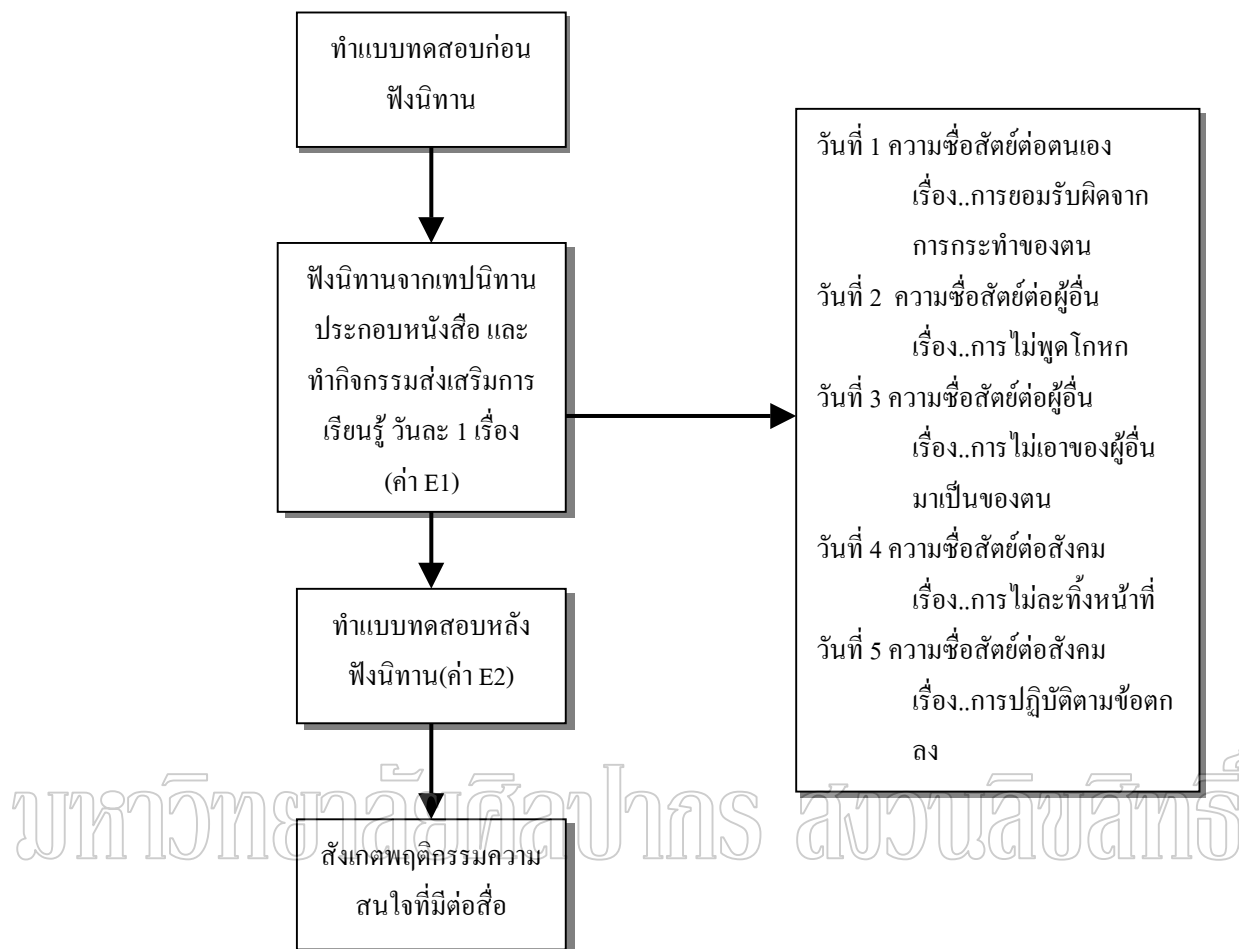 ทำแบบทดสอบก่อน
ฟังนิทาน
ฟังนิทานจากเทปนิทาน
ประกอบหนังสือ และ
ทำกิจกรรมส่งเสริมการ
เรียนรู้ วันละ 1 เรื่อง
(ค่า E1)
ทำแบบทดสอบหลัง
ฟังนิทาน(ค่า E2)
สังเกตพฤติกรรมความ
สนใจที่มีต่อสื่อ
วันที่ 1 ความซื่อสัตย์ต่อตนเอง
เรื่อง..การยอมรับผิดจาก
การกระทำของตน
วันที่ 2 ความซื่อสัตย์ต่อผู้อื่น
เรื่อง..การไม่พูดโกหก
วันที่ 3 ความซื่อสัตย์ต่อผู้อื่น
เรื่อง..การไม่เอาของผู้อื่น
มาเป็นของตน
วันที่ 4 ความซื่อสัตย์ต่อสังคม
เรื่อง..การไม่ละทิ้งหน้าที่
วันที่ 5 ความซื่อสัตย์ต่อสังคม
เรื่อง..การปฏิบัติตามข้อตก
ลง
มหาวิทยาลัยศิลปากร สงวนลิขสิทธิ์